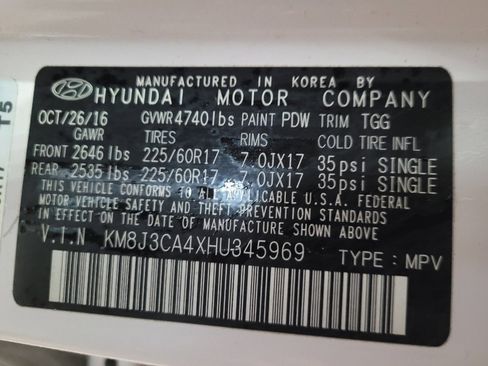 MANUFACTURED IN KOREA BY
HYUNDAI MOTOR COMPANY
OCT/26/16 GVWR 4740lbs PAINT PDW TRIM TGG
GAWR TIRES RIMS COLD TIRE INFL
FRONT 2646 lbs 225/60R17 7.0JX17 35psi SINGLE
REAR 2535 lbs 225/60R17 7.0JX17 35psi SINGLE
THIS VEHICLE CONFORMS TO ALL APPLICABLE U.S.A. FEDERAL
MOTOR VEHICLE SAFETY AND THEFT PREVENTION STANDARDS
IN EFFECT ON THE DATE OF MANUFACTURE SHOWN ABOVE.
V.I.N KM8J3CA4XHU345969 TYPE : MPV